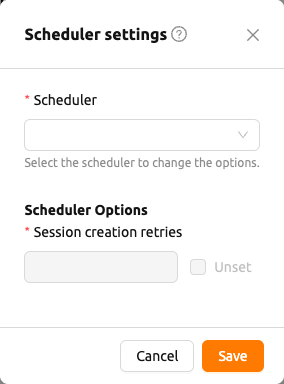 Scheduler settings
* Scheduler
Select the scheduler to change the options.
Scheduler Options
* Session creation retries
Unset
Cancel
Save